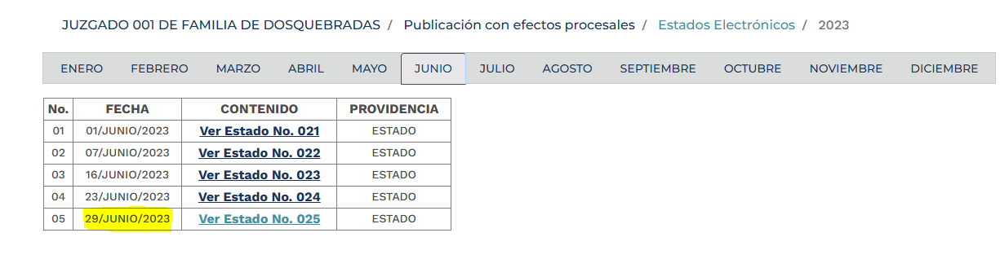 JUZGADO 001 DE FAMILIA DE DOSQUEBRADAS / Publicación con efectos procesales / Estados Electrónicos / 2023
ENERO FEBRERO MARZO ABRIL MAYO JUNIO JULIO AGOSTO SEPTIEMBRE OCTUBRE NOVIEMBRE DICIEMBRE
No. FECHA CONTENIDO PROVIDENCIA
01 01/JUNIO/2023 Ver Estado No. 021 ESTADO
02 07/JUNIO/2023 Ver Estado No. 022 ESTADO
03 16/JUNIO/2023 Ver Estado No. 023 ESTADO
04 23/JUNIO/2023 Ver Estado No. 024 ESTADO
05 29/JUNIO/2023 Ver Estado No. 025 ESTADO